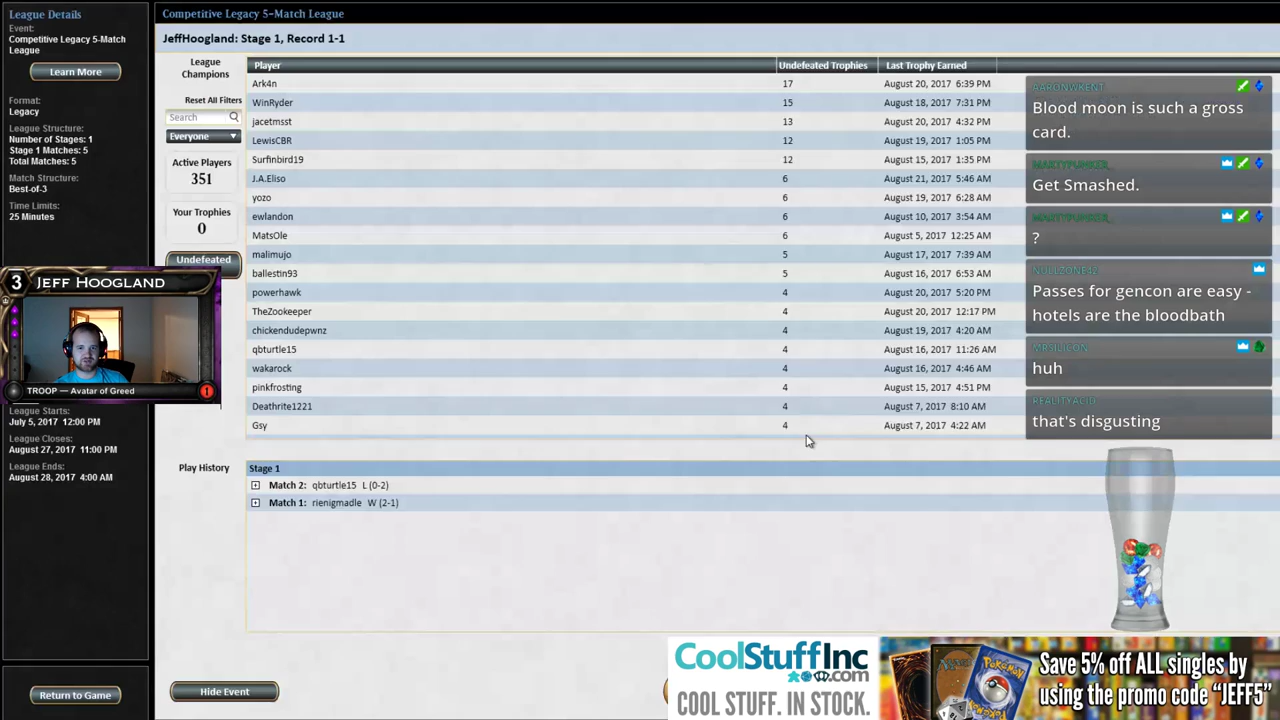 League Details
Event:
Competitive Legacy 5-Match
League
Learn More
Format:
Legacy
League Structure:
Number of Stages: 1
Stage 1 Matches: 5
Total Matches: 5
Match Structure:
Best-of-3
Time Limits:
25 Minutes
3 JEFF HOOGLAND
TROOP — Avatar of Greed
1
League Starts:
July 5, 2017 12:00 PM
League Closes:
August 27, 2017 11:00 PM
League Ends:
August 28, 2017 4:00 AM
Return to Game
Competitive Legacy 5-Match League
JeffHoogland: Stage 1, Record 1-1
League
Champions
Reset All Filters
Search
Everyone
Active Players
351
Your Trophies
0
Undefeated
Player Undefeated Trophies Last Trophy Earned
Ark4n 17 August 20, 2017 6:39 PM
WinRyder 15 August 18, 2017 7:31 PM
jacetmsst 13 August 20, 2017 4:32 PM
LewisCBR 12 August 19, 2017 1:05 PM
Surfinbird19 12 August 15, 2017 1:35 PM
J.A.Eliso 6 August 21, 2017 5:46 AM
yozo 6 August 19, 2017 6:28 AM
ewlandon 6 August 10, 2017 3:54 AM
MatsOle 6 August 5, 2017 12:25 AM
malimujo 5 August 17, 2017 7:39 AM
ballestin93 5 August 16, 2017 6:53 AM
powerhawk 4 August 20, 2017 5:20 PM
TheZookeeper 4 August 20, 2017 12:17 PM
chickendudepwnz 4 August 19, 2017 4:20 AM
qbturtle15 4 August 16, 2017 11:26 AM
wakarock 4 August 16, 2017 4:46 AM
pinkfrosting 4 August 15, 2017 4:51 PM
Deathrite1221 4 August 7, 2017 8:10 AM
Gsy 4 August 7, 2017 4:22 AM
AARONWKENT
Blood moon is such a gross
card.
MARTYPUNKER_
Get Smashed.
MARTYPUNKER_
?
NULLZONE42
Passes for gencon are easy -
hotels are the bloodbath
MRSILICON
huh
REALITYACID
that's disgusting
Play History
Stage 1
Match 2: qbturtle15 L (0-2)
Match 1: rienigmadle W (2-1)
Hide Event
CoolStuffInc
.com
COOL STUFF. IN STOCK.
Save 5% off ALL singles by
using the promo code “JEFF5”